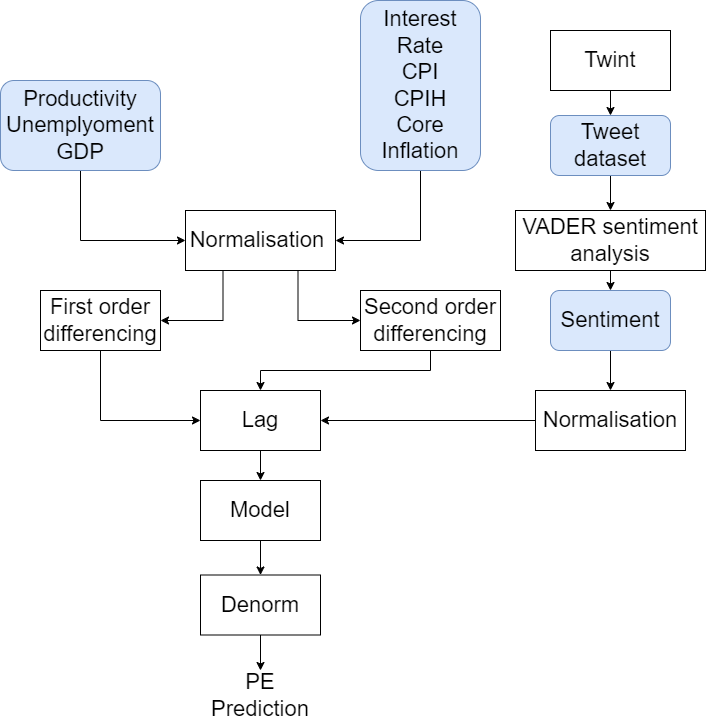 Interest
Rate
CPI
CPIH
Core
Inflation
Productivity
Unemplyoment
GDP
Twint
Tweet
dataset
Normalisation
VADER sentiment
analysis
First order
differencing
Second order
differencing
Sentiment
Lag
Normalisation
Model
Denorm
PE
Prediction